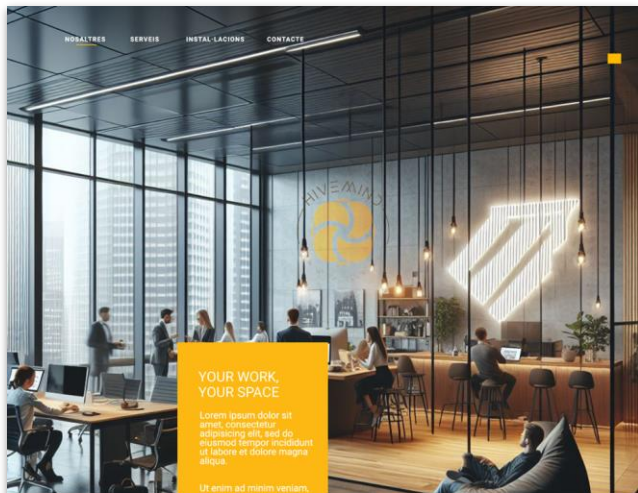 NOSALTRES
SERVEIS
INSTAL·LACIONS
CONTACTE
HIVEMIND
YOUR WORK,
YOUR SPACE
Lorem ipsum dolor sit
amet, consectetur
adipisicing elit, sed do
eiusmod tempor incididunt
ut labore et dolore magna
aliqua.
Ut enim ad minim veniam,